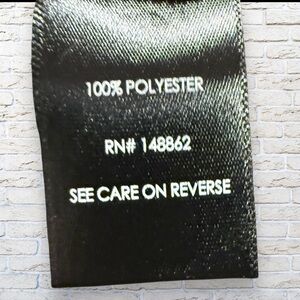 100% POLYESTER
RN# 148862
SEE CARE ON REVERSE